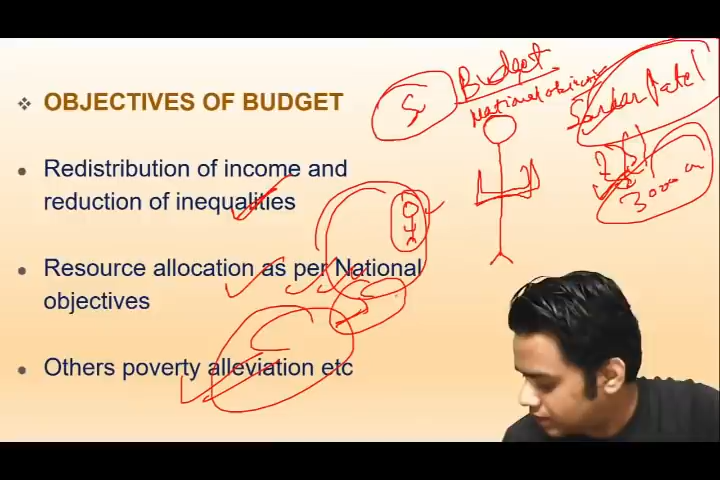 OBJECTIVES OF BUDGET
Redistribution of income and
reduction of inequalities
Resource allocation as per National
objectives
Others poverty alleviation etc
Budget
National objective
Sardar Patel
3000 cr